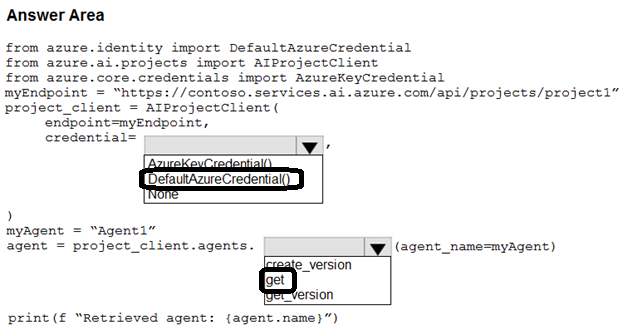 Answer Area
from azure.identity import DefaultAzureCredential
from azure.ai.projects import AIProjectClient
from azure.core.credentials import AzureKeyCredential
myEndpoint = “https://contoso.services.ai.azure.com/api/projects/project1”
project_client = AIProjectClient(
endpoint=myEndpoint,
credential= ,
AzureKeyCredential()
DefaultAzureCredential()
None
)
myAgent = “Agent1”
agent = project_client.agents. (agent_name=myAgent)
create_version
get
get_version
print(f “Retrieved agent: {agent.name}”)